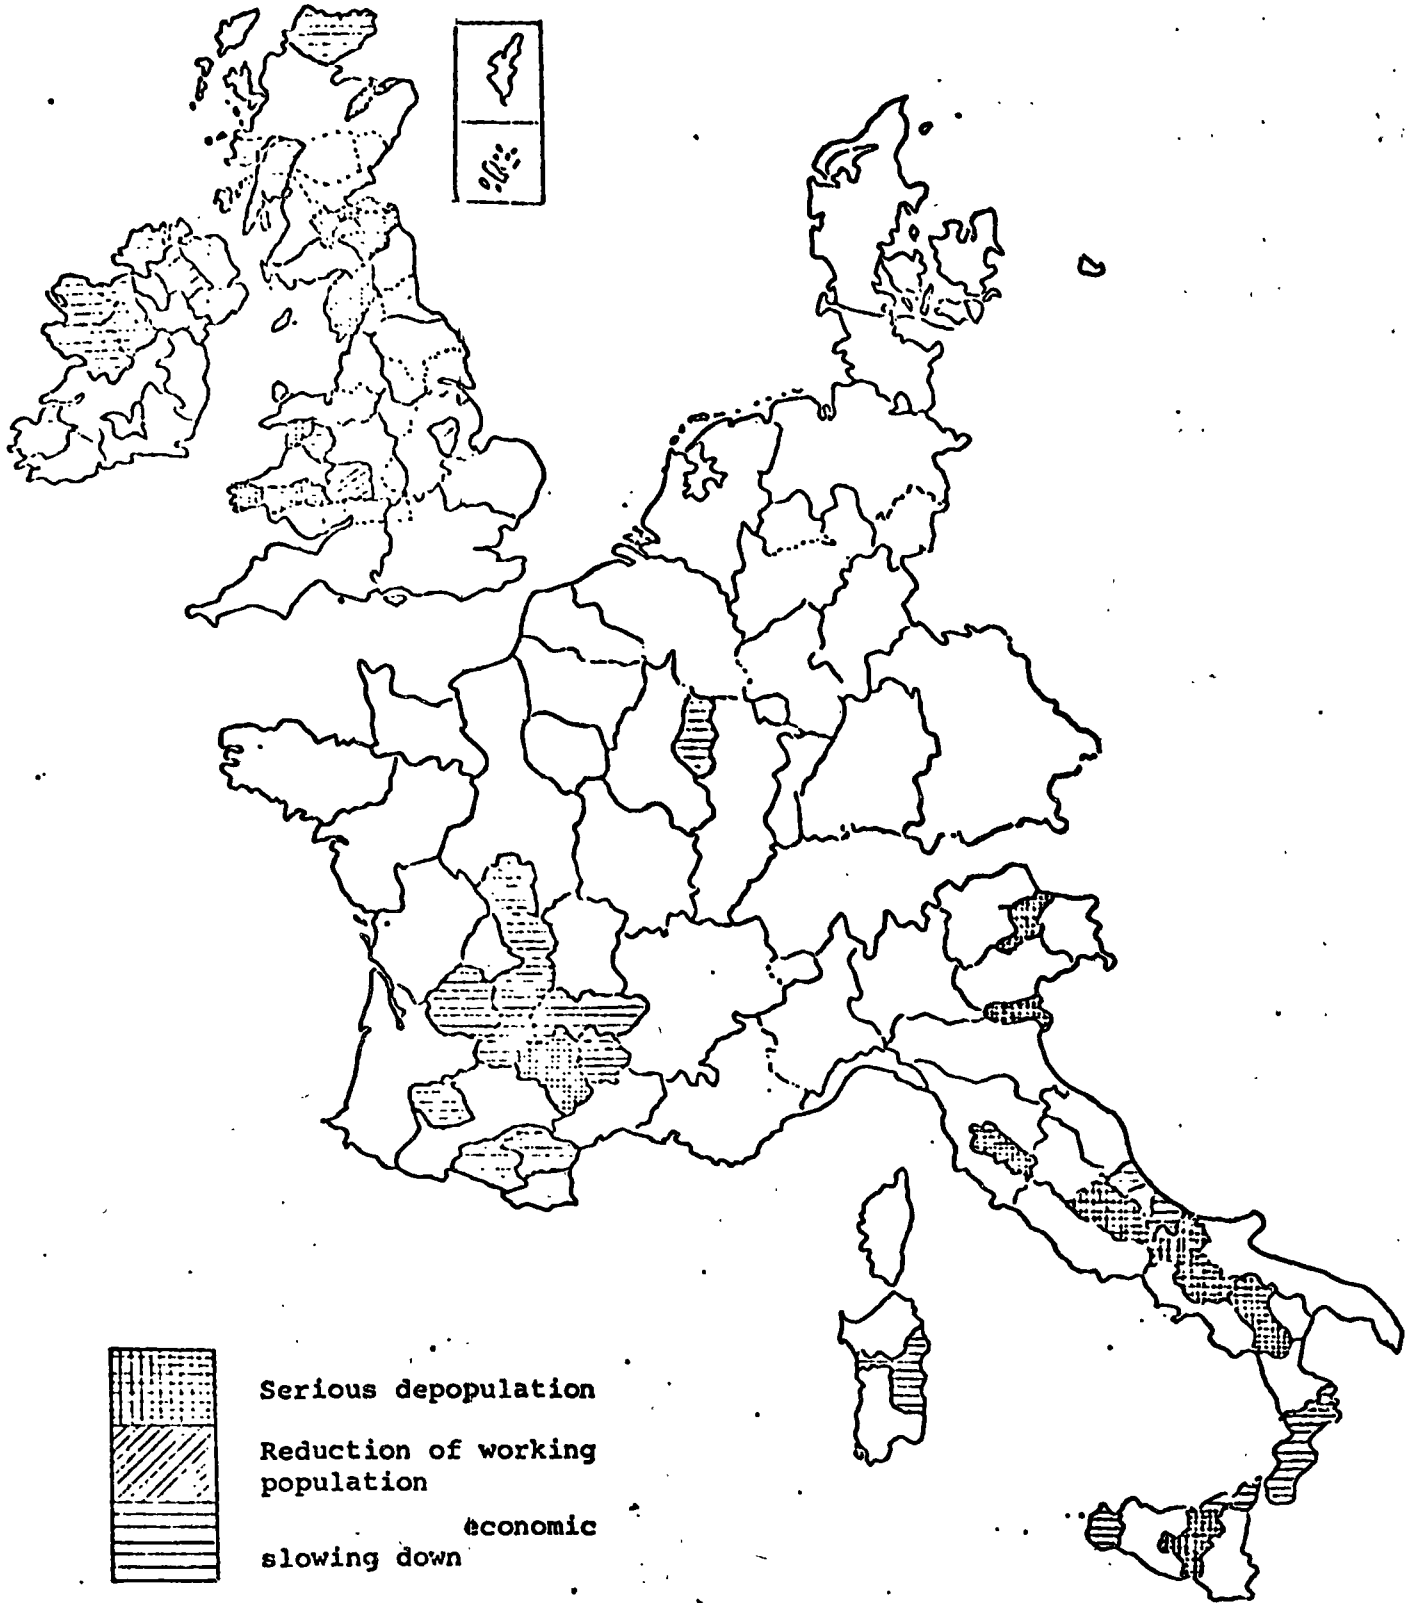 Serious depopulation
Reduction of working
population
economic
slowing down